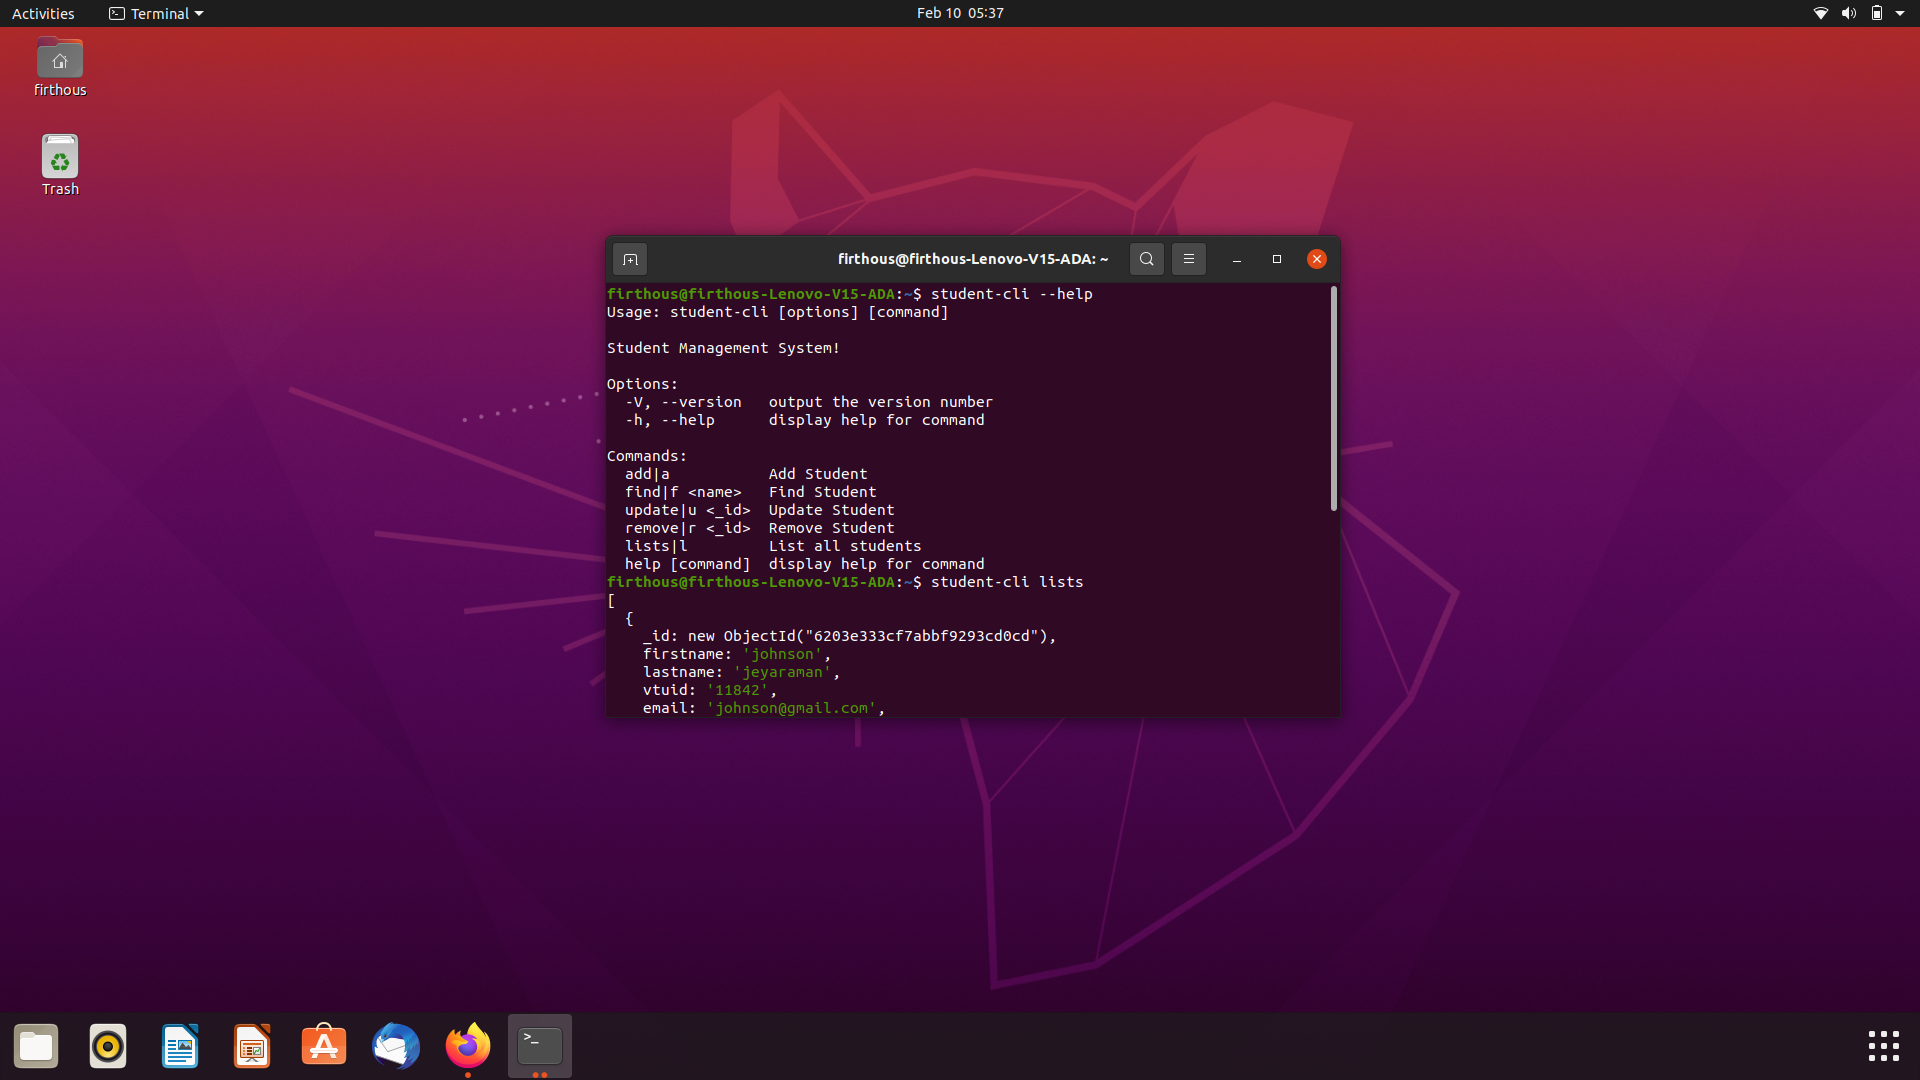 Activities
Terminal
Feb 10 05:37
firthous
Trash
firthous@firthous-Lenovo-V15-ADA: ~
firthous@firthous-Lenovo-V15-ADA:~$ student-cli --help
Usage: student-cli [options] [command]
Student Management System!
Options:
-V, --version output the version number
-h, --help display help for command
Commands:
add|a Add Student
find|f <name> Find Student
update|u <_id> Update Student
remove|r <_id> Remove Student
lists|l List all students
help [command] display help for command
firthous@firthous-Lenovo-V15-ADA:~$ student-cli lists
[
{
_id: new ObjectId("6203e333cf7abbf9293cd0cd"),
firstname: 'johnson',
lastname: 'jeyaraman',
vtuid: '11842',
email: 'johnson@gmail.com',
>_